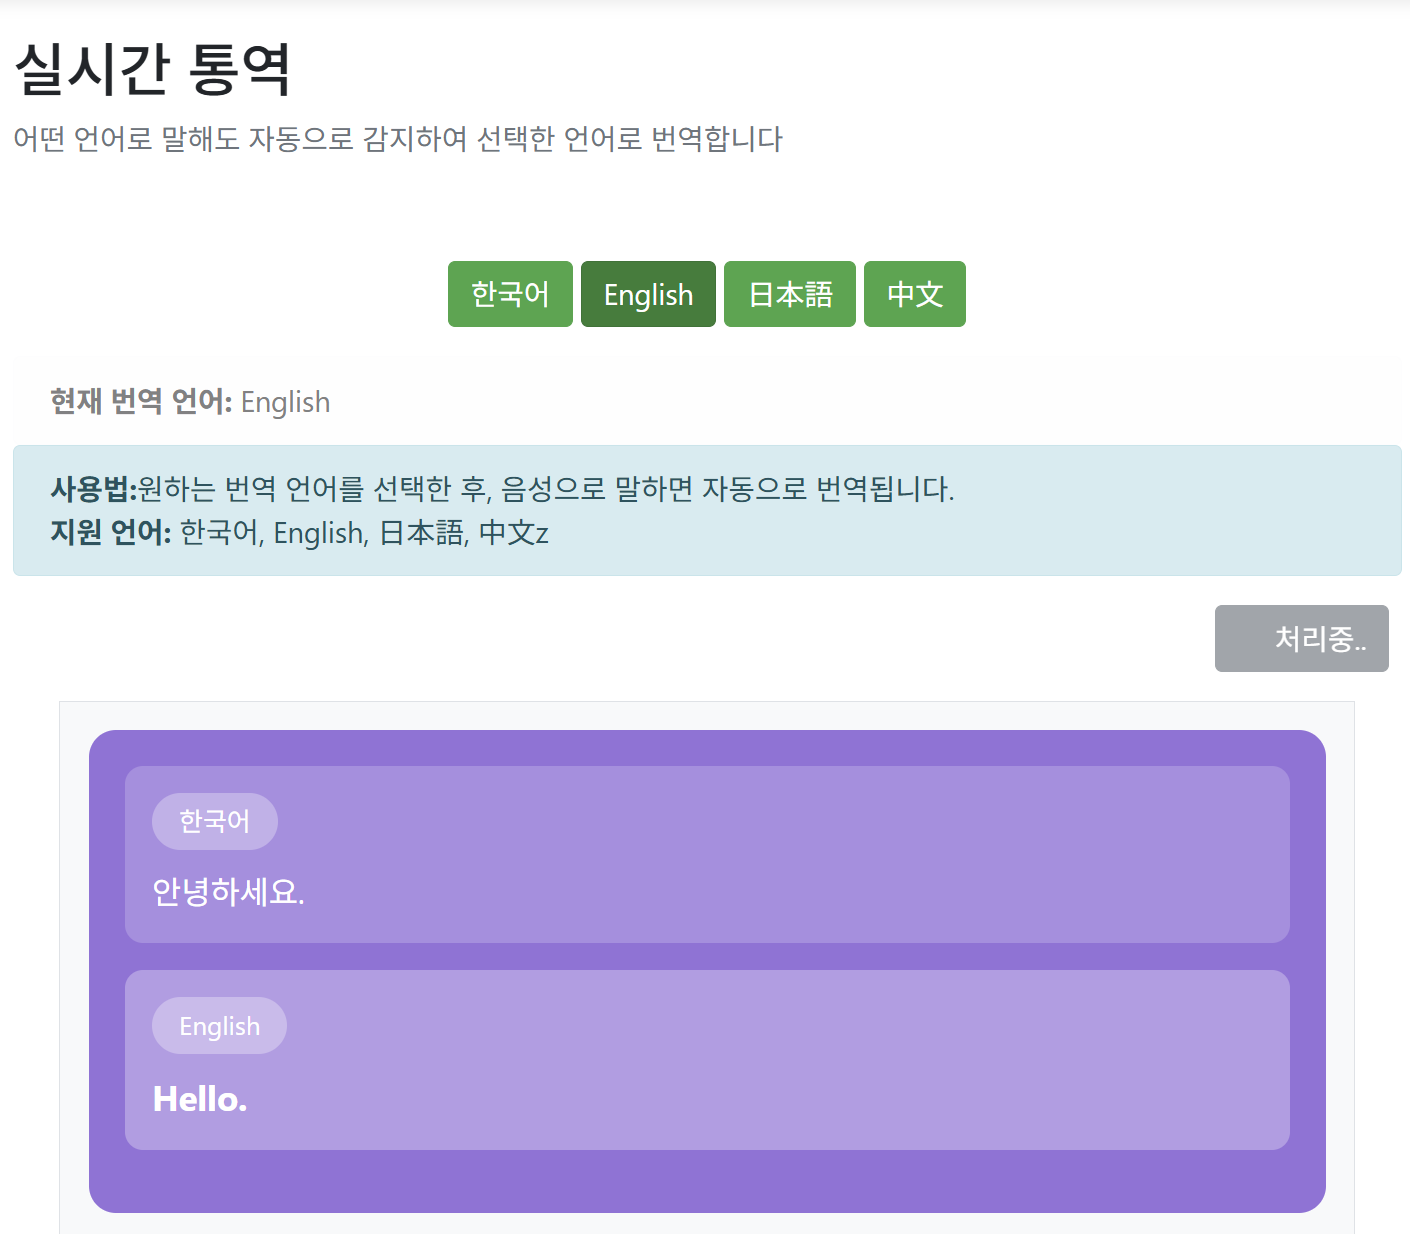 실시간 통역
어떤 언어로 말해도 자동으로 감지하여 선택한 언어로 번역합니다
한국어 English 日本語 中文
현재 번역 언어: English
사용법:원하는 번역 언어를 선택한 후, 음성으로 말하면 자동으로 번역됩니다.
지원 언어: 한국어, English, 日本語, 中文z
처리중..
한국어
안녕하세요.
English
Hello.